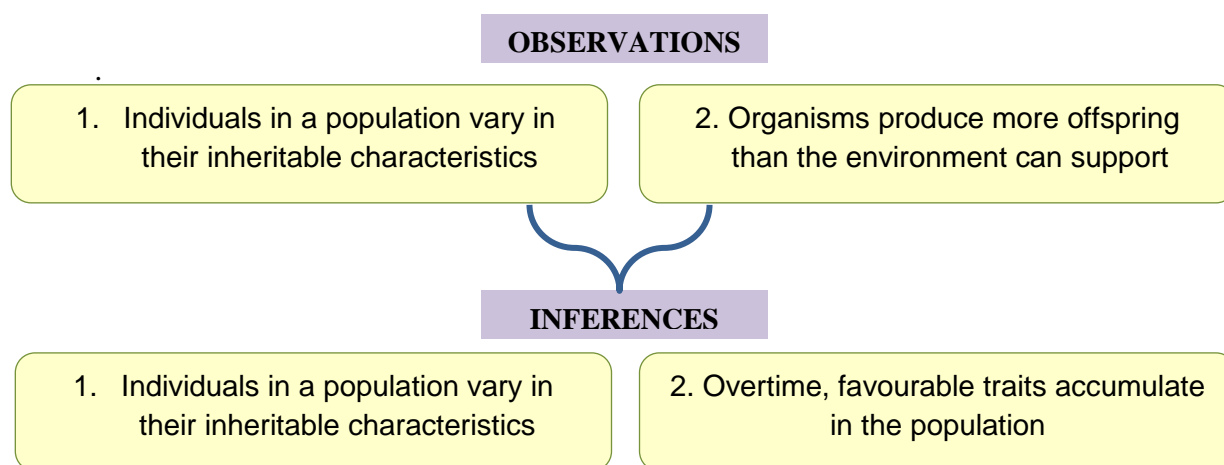 OBSERVATIONS
.
1. Individuals in a population vary in
their inheritable characteristics
2. Organisms produce more offspring
than the environment can support
INFERENCES
1. Individuals in a population vary in
their inheritable characteristics
2. Overtime, favourable traits accumulate
in the population